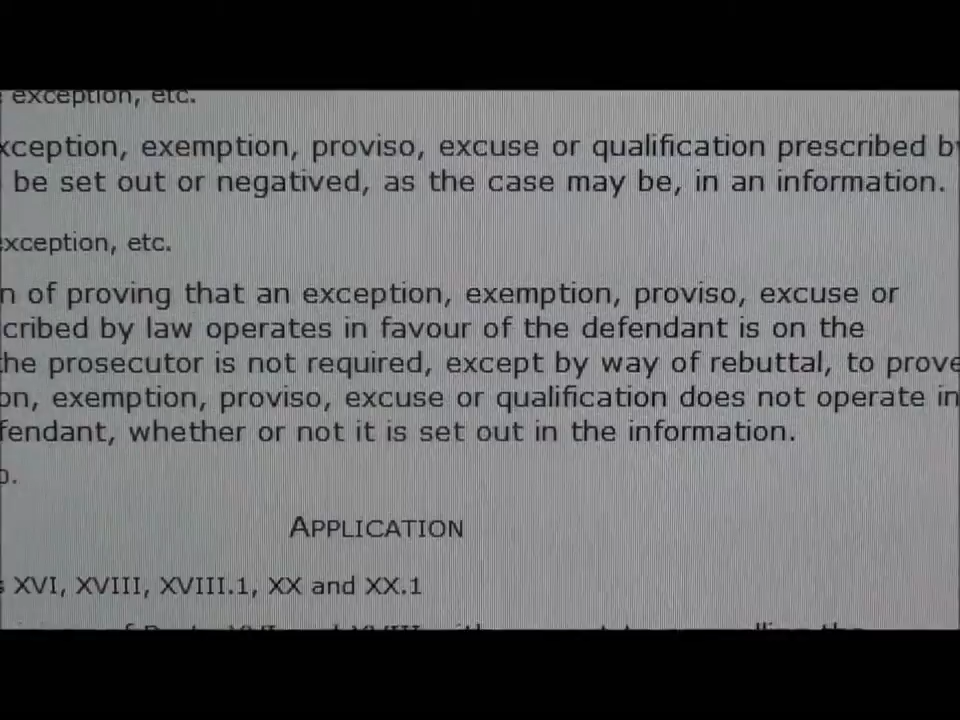 exception, etc.
exception, exemption, proviso, excuse or qualification prescribed by
be set out or negatived, as the case may be, in an information.
exception, etc.
n of proving that an exception, exemption, proviso, excuse or
cribed by law operates in favour of the defendant is on the
the prosecutor is not required, except by way of rebuttal, to prove
on, exemption, proviso, excuse or qualification does not operate in
fendant, whether or not it is set out in the information.
APPLICATION
XVI, XVIII, XVIII.1, XX and XX.1